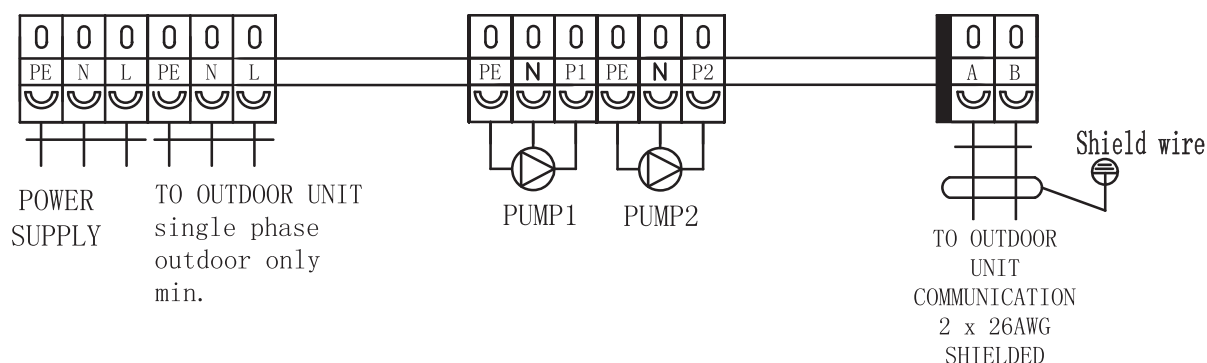 0 0 0 0 0 0 0 0 0 0 0 0 0 0
PE N L PE N L PE N P1 PE N P2 A B
Shield wire
POWER
SUPPLY
TO OUTDOOR UNIT
single phase
outdoor only
min.
PUMP1 PUMP2
TO OUTDOOR
UNIT
COMMUNICATION
2 x 26AWG
SHIELDED